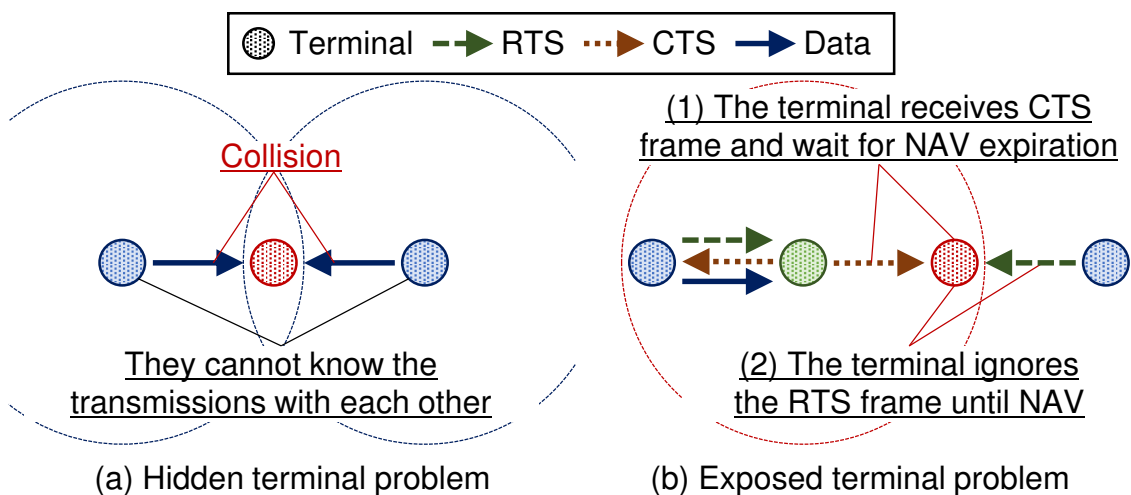 Terminal RTS CTS Data
Collision
They cannot know the
transmissions with each other
(a) Hidden terminal problem
(1) The terminal receives CTS
frame and wait for NAV expiration
(2) The terminal ignores
the RTS frame until NAV
(b) Exposed terminal problem